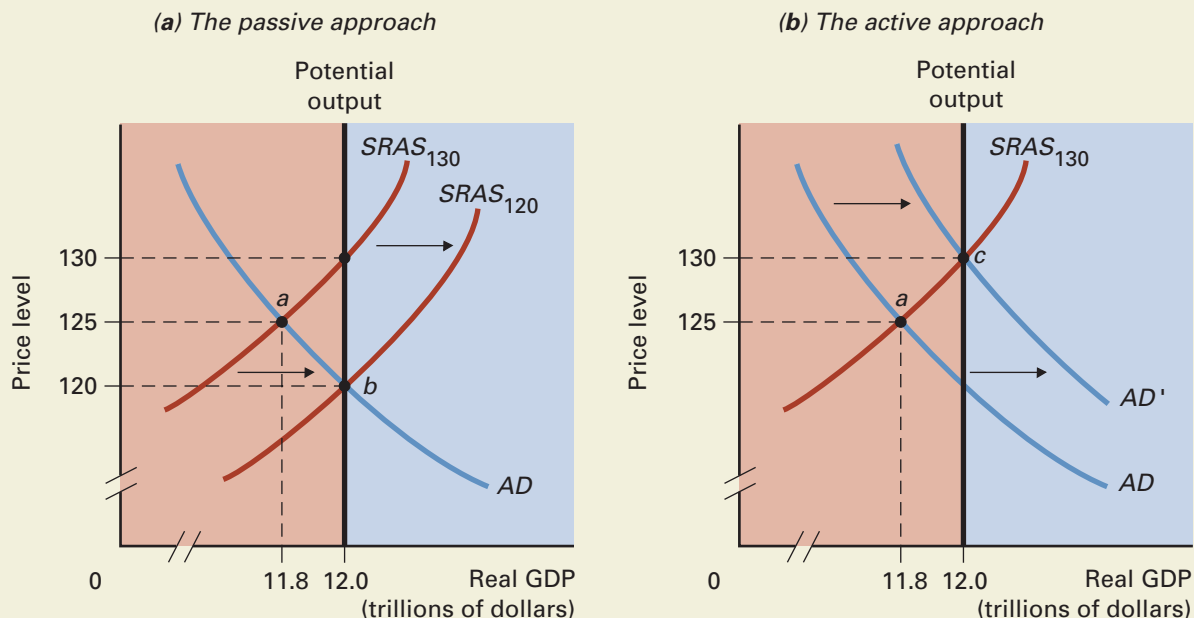 (a) The passive approach
Potential
output
SRAS130
SRAS120
130
a
125
120
b
AD
Price level
0
11.8
12.0
Real GDP
(trillions of dollars)
(b) The active approach
Potential
output
SRAS130
130
c
a
125
AD'
AD
Price level
0
11.8
12.0
Real GDP
(trillions of dollars)